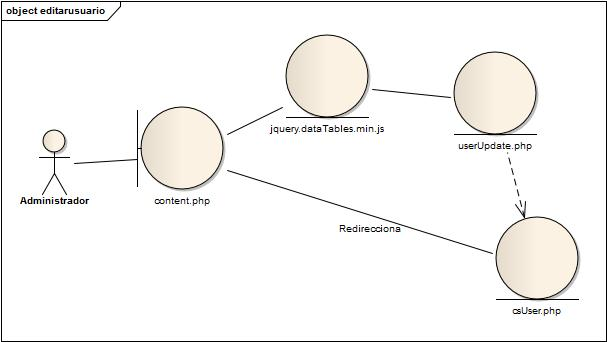 object editarusuario
jquery.dataTables.min.js
userUpdate.php
Administrador
content.php
Redirecciona
csUser.php